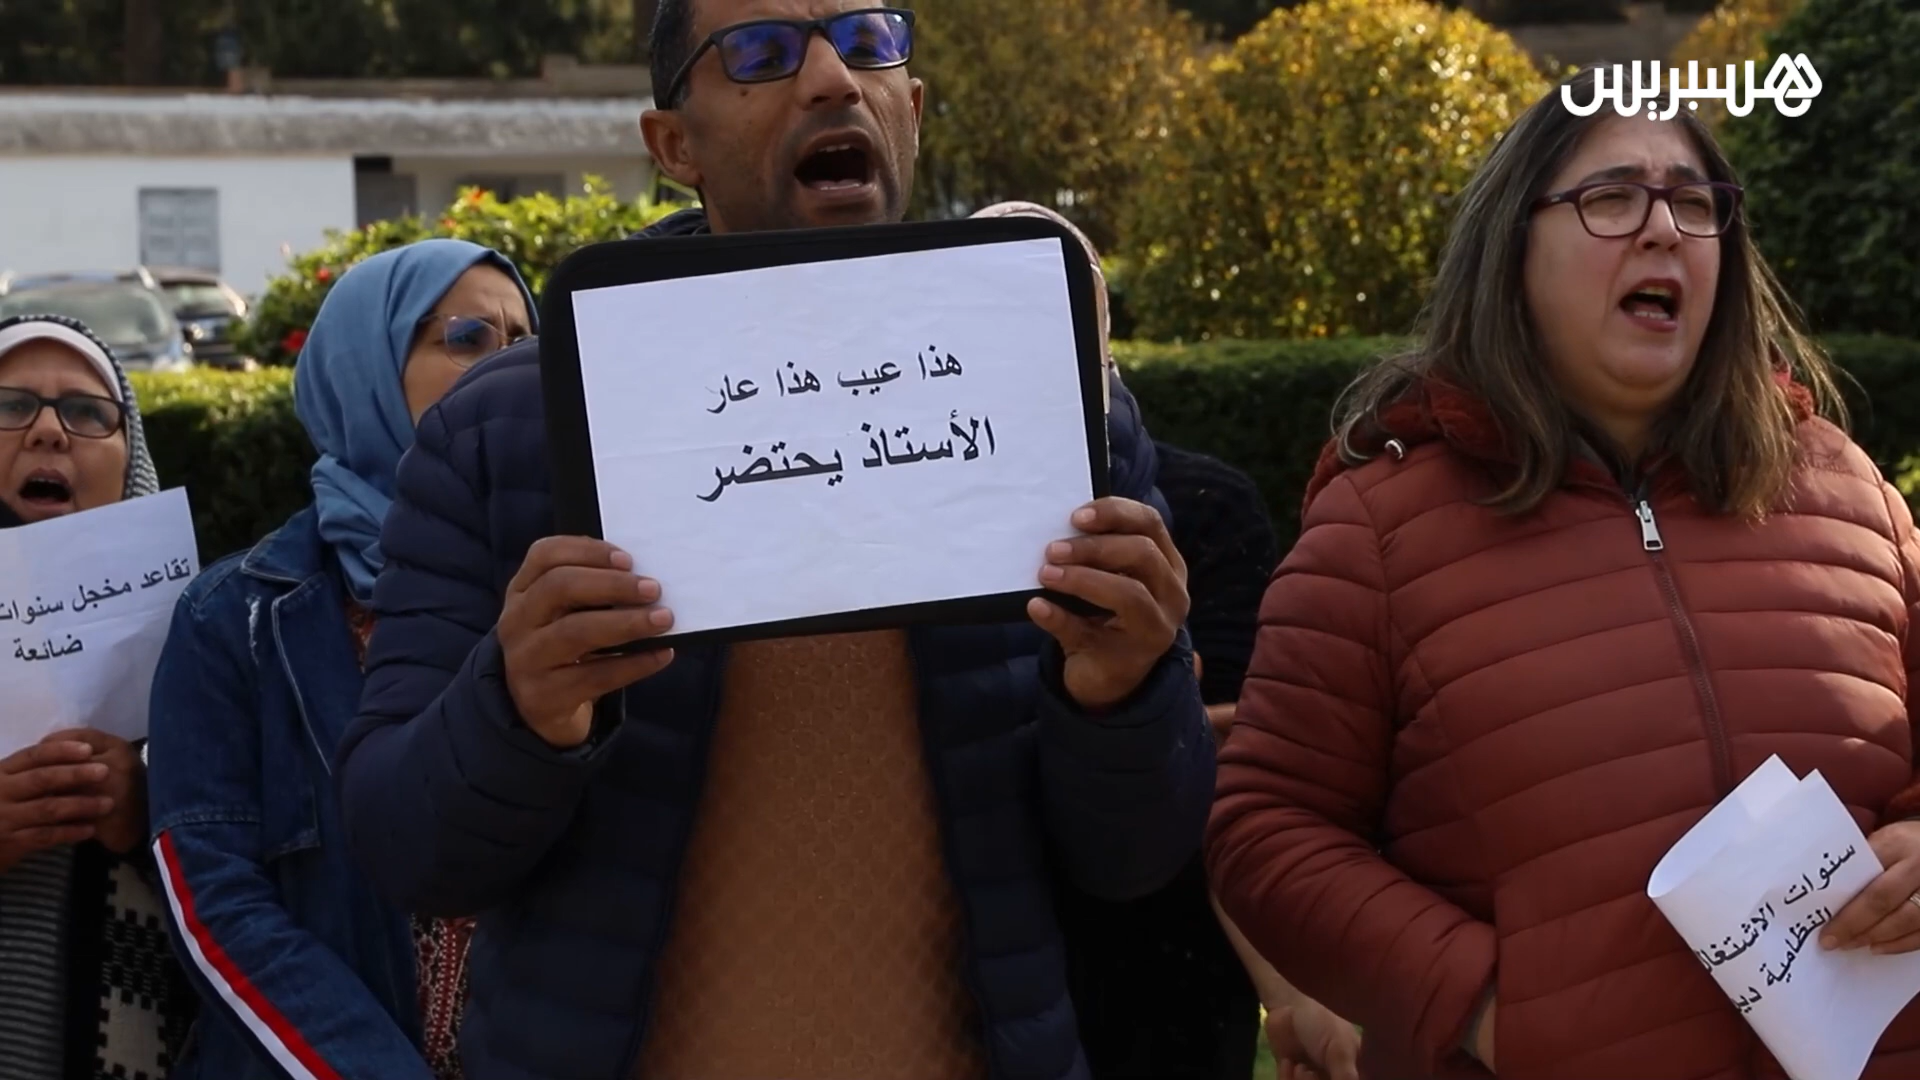 هسبريس
هذا عيب هذا عار
الأستاذ يحتضر
تقاعد مخجل سنوات
ضائعة
سنوات الاشتغال
النظامية